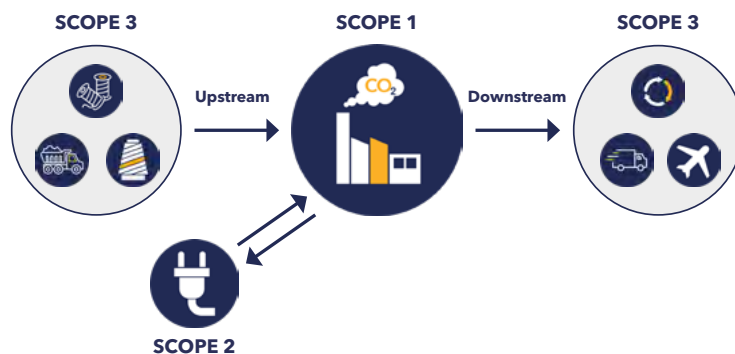 SCOPE 3
SCOPE 1
SCOPE 3
Upstream
CO2
Downstream
SCOPE 2